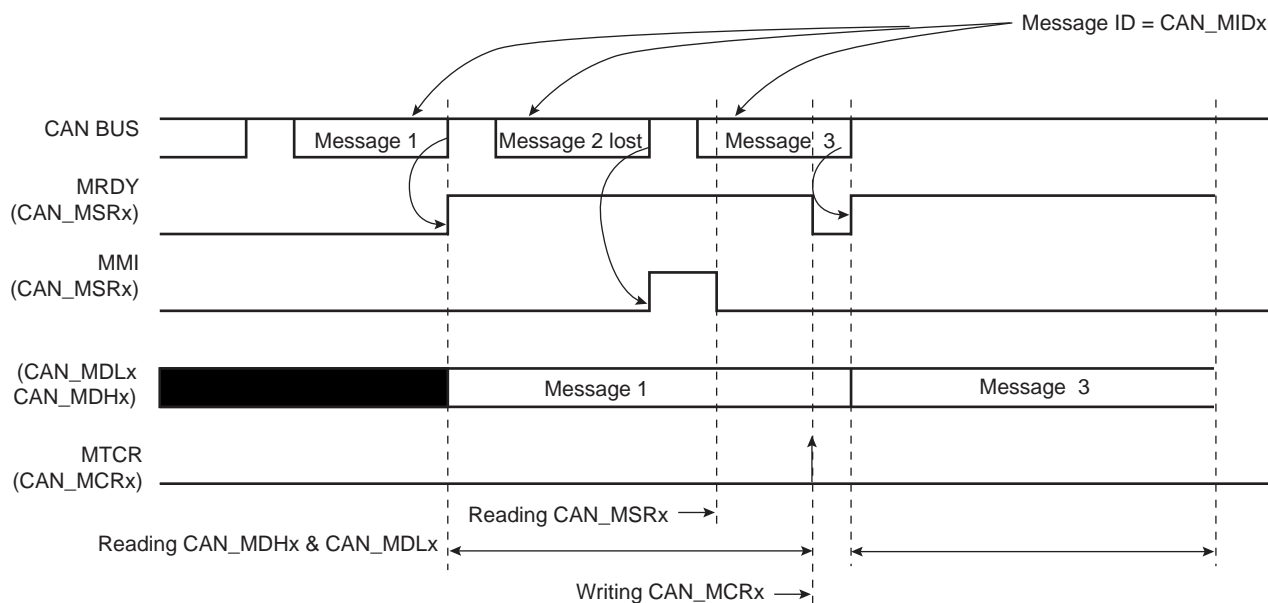 Message ID = CAN_MIDx
CAN BUS
Message 1
Message 2 lost
Message 3
MRDY
(CAN_MSRx)
MMI
(CAN_MSRx)
(CAN_MDLx
CAN_MDHx)
Message 1
Message 3
MTCR
(CAN_MCRx)
Reading CAN_MSRx
Reading CAN_MDHx & CAN_MDLx
Writing CAN_MCRx